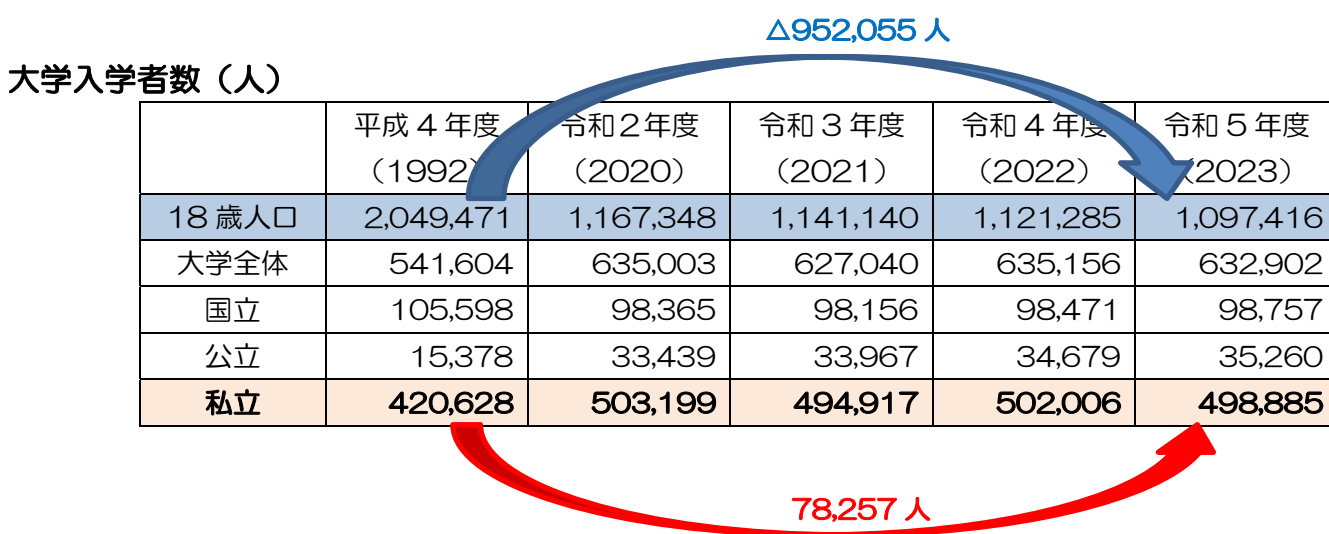 △952,055 人
大学入学者数（人）
平成 4 年度 令和２年度 令和 3 年度 令和 4 年度 令和 5 年度
（1992） （2020） （2021） （2022） （2023）
18 歳人口 2,049,471 1,167,348 1,141,140 1,121,285 1,097,416
大学全体 541,604 635,003 627,040 635,156 632,902
国立 105,598 98,365 98,156 98,471 98,757
公立 15,378 33,439 33,967 34,679 35,260
私立 420,628 503,199 494,917 502,006 498,885
78,257 人